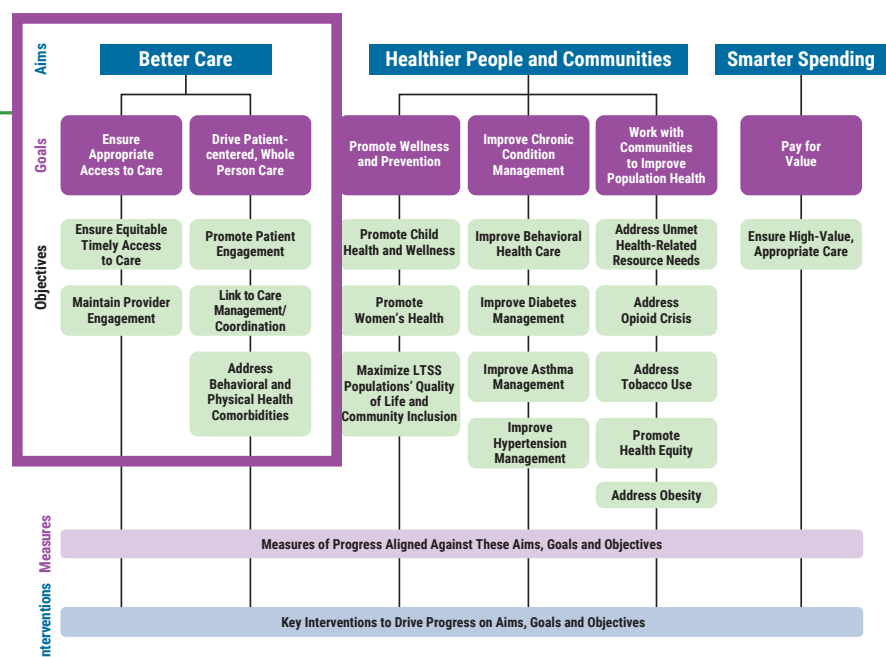 Aims
Better Care
Healthier People and Communities
Smarter Spending
Goals
Ensure
Appropriate
Access to Care
Drive Patient-
centered, Whole
Person Care
Promote Wellness
and Prevention
Improve Chronic
Condition
Management
Work with
Communities
to Improve
Population Health
Pay for
Value
Objectives
Ensure Equitable
Timely Access
to Care
Maintain Provider
Engagement
Promote Patient
Engagement
Link to Care
Management/
Coordination
Address
Behavioral and
Physical Health
Comorbidities
Promote Child
Health and Wellness
Promote
Women's Health
Maximize LTSS
Populations' Quality
of Life and
Community Inclusion
Improve Behavioral
Health Care
Improve Diabetes
Management
Improve Asthma
Management
Improve
Hypertension
Management
Address Unmet
Health-Related
Resource Needs
Address
Opioid Crisis
Address
Tobacco Use
Promote
Health Equity
Address Obesity
Ensure High-Value,
Appropriate Care
Measures
Measures of Progress Aligned Against These Aims, Goals and Objectives
nterventions
Key Interventions to Drive Progress on Aims, Goals and Objectives